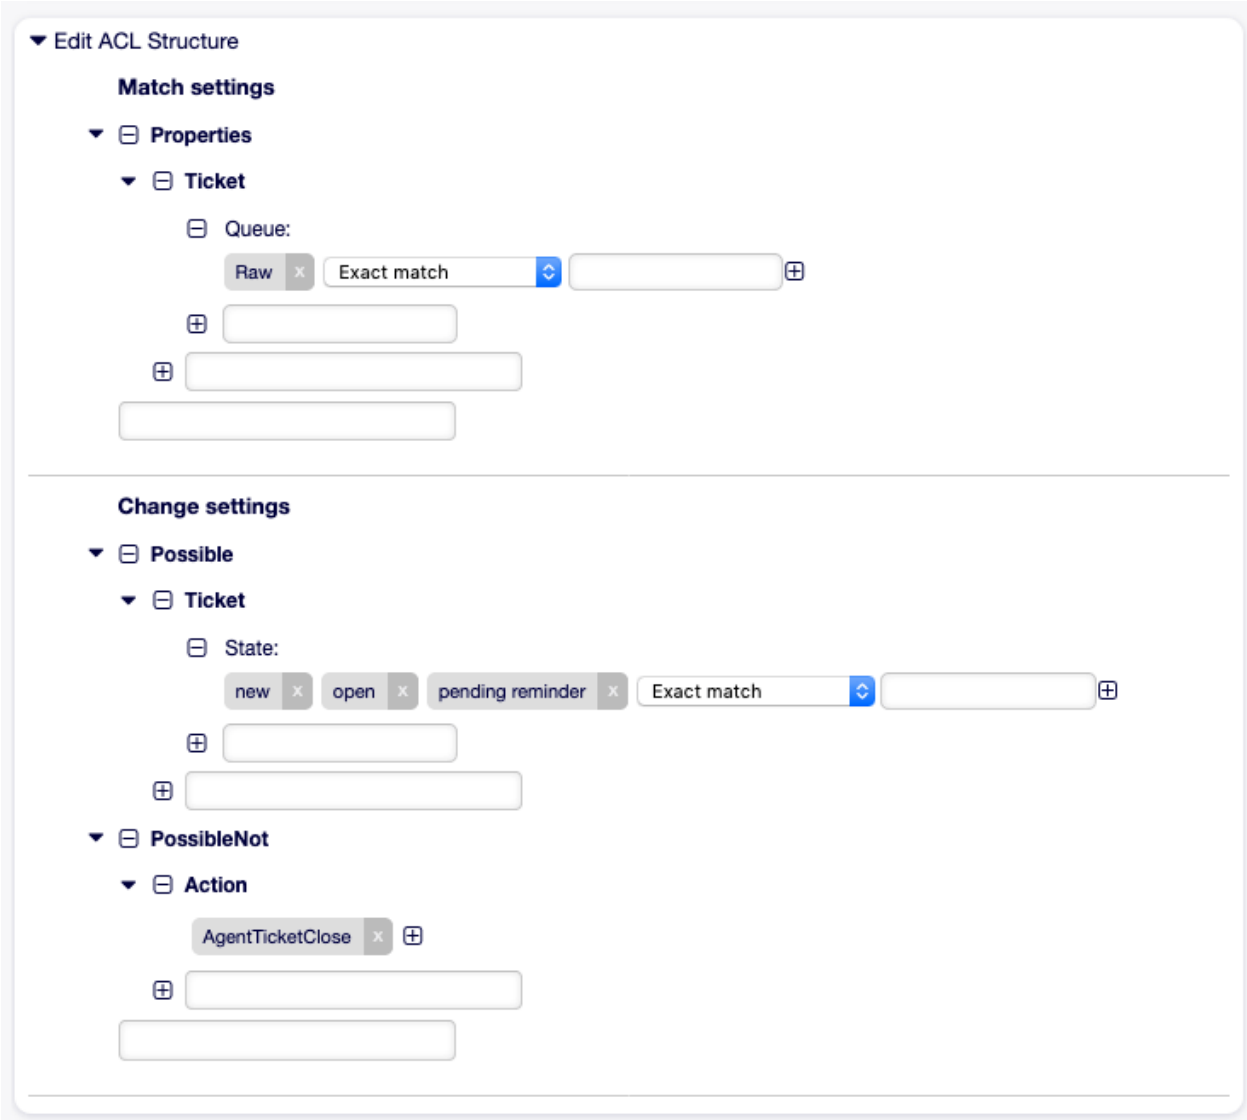 Edit ACL Structure
Match settings
Properties
Ticket
Queue:
Raw x Exact match
Change settings
Possible
Ticket
State:
new x open x pending reminder x Exact match
PossibleNot
Action
AgentTicketClose x